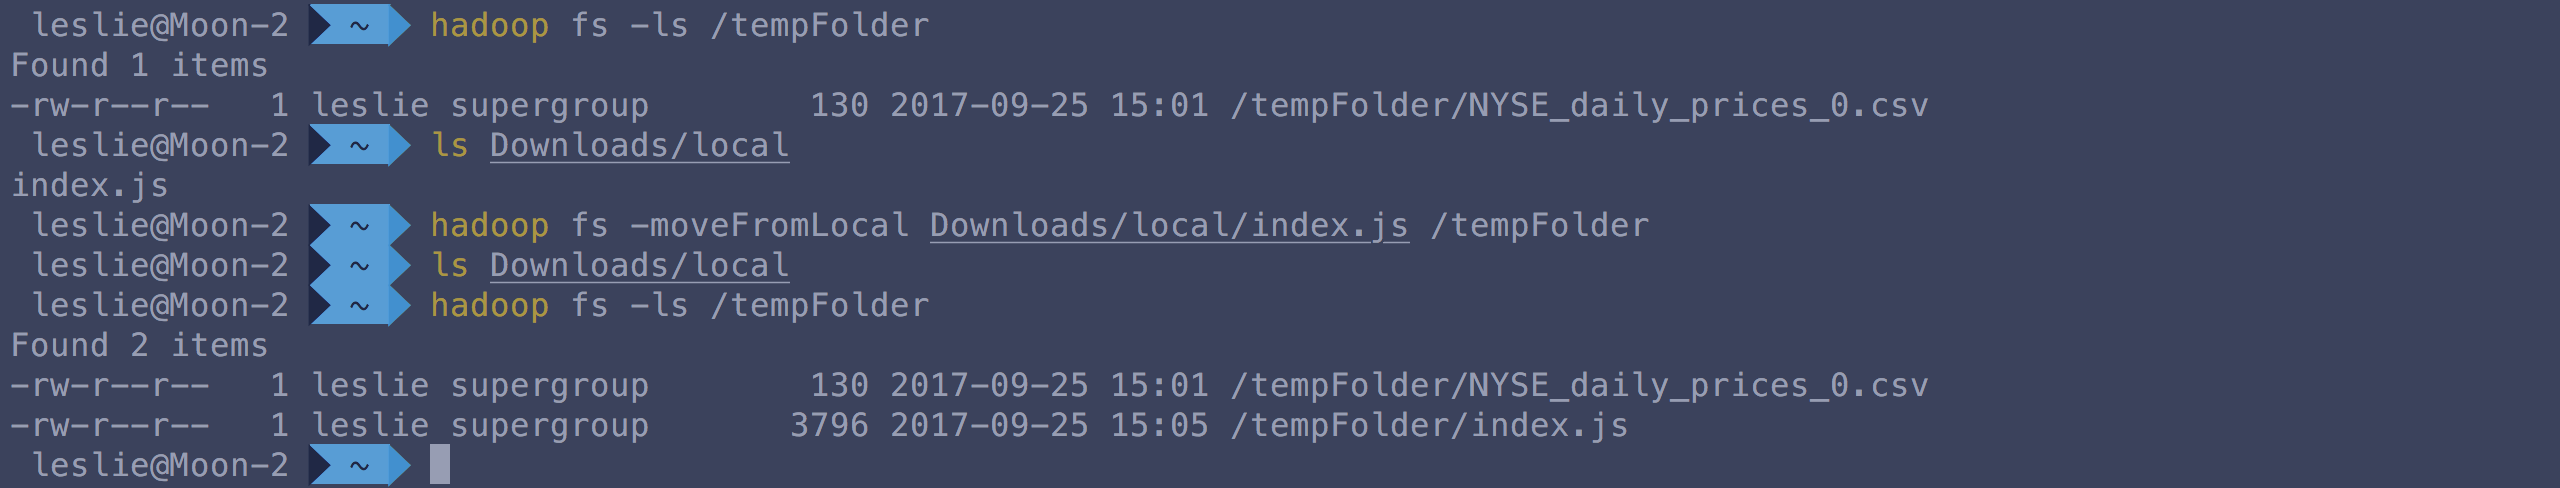 leslie@Moon-2 ~ hadoop fs -ls /tempFolder
Found 1 items
-rw-r--r--   1 leslie supergroup        130 2017-09-25 15:01 /tempFolder/NYSE_daily_prices_0.csv
leslie@Moon-2 ~ ls Downloads/local
index.js
leslie@Moon-2 ~ hadoop fs -moveFromLocal Downloads/local/index.js /tempFolder
leslie@Moon-2 ~ ls Downloads/local
leslie@Moon-2 ~ hadoop fs -ls /tempFolder
Found 2 items
-rw-r--r--   1 leslie supergroup        130 2017-09-25 15:01 /tempFolder/NYSE_daily_prices_0.csv
-rw-r--r--   1 leslie supergroup       3796 2017-09-25 15:05 /tempFolder/index.js
leslie@Moon-2 ~